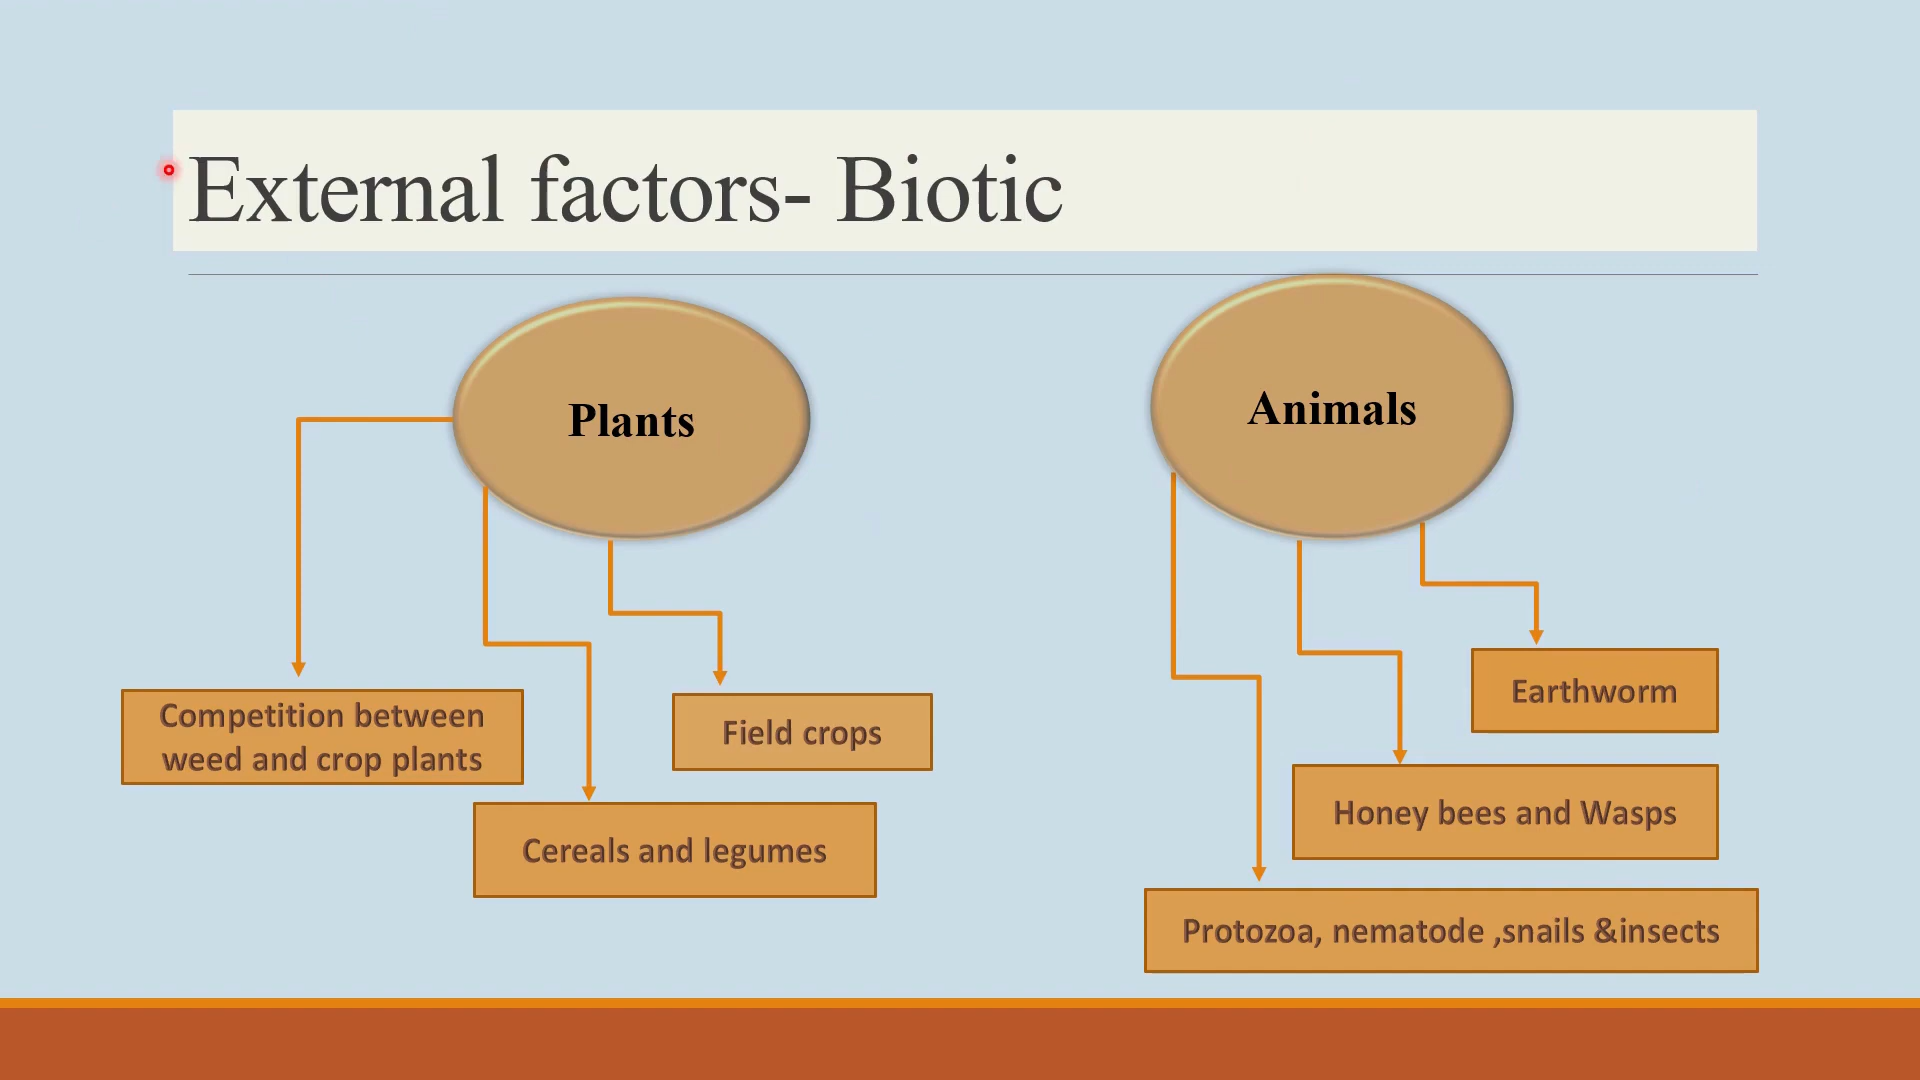 External factors- Biotic
Plants
Animals
Competition between
weed and crop plants
Field crops
Cereals and legumes
Earthworm
Honey bees and Wasps
Protozoa, nematode ,snails &insects